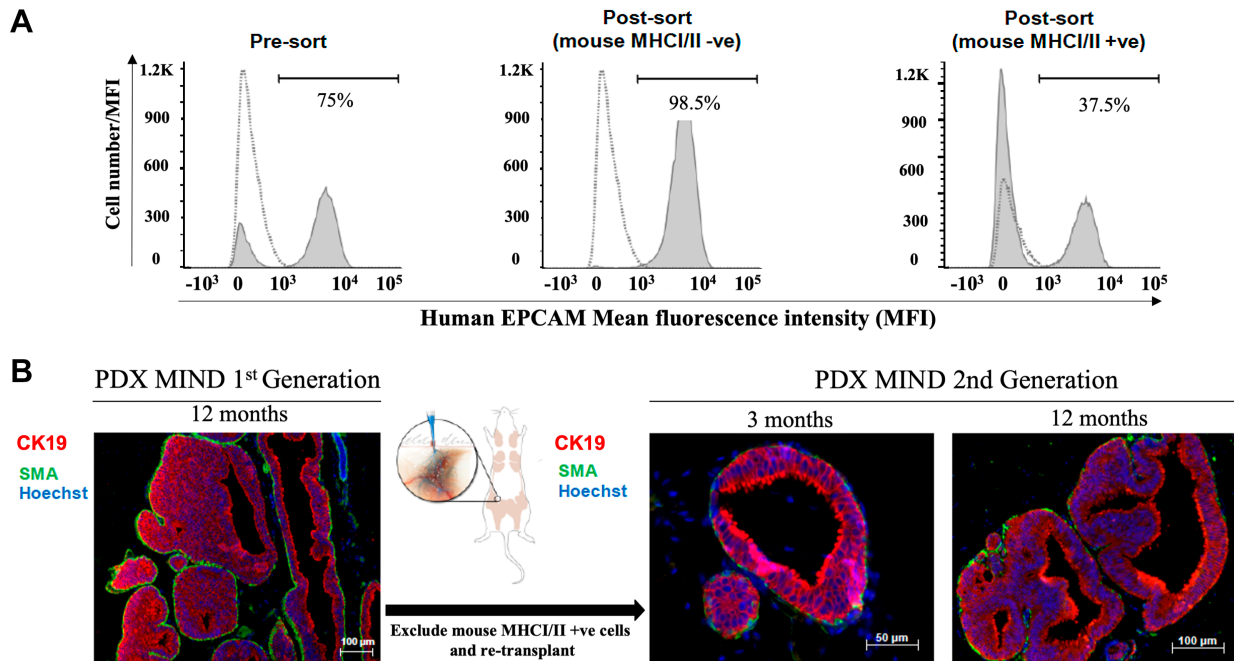 A
Pre-sort
Post-sort
(mouse MHCI/II -ve)
Post-sort
(mouse MHCI/II +ve)
Cell number/MFI
1.2K
900
600
300
0
75%
-10³ 0 10³ 10⁴ 10⁵
1.2K
900
600
300
0
98.5%
-10³ 0 10³ 10⁴ 10⁵
1.2K
900
600
300
0
37.5%
-10³ 0 10³ 10⁴ 10⁵
Human EPCAM Mean fluorescence intensity (MFI)
B
PDX MIND 1st Generation
12 months
CK19
SMA
Hoechst
100 µm
Exclude mouse MHCI/II +ve cells
and re-transplant
PDX MIND 2nd Generation
3 months
12 months
CK19
SMA
Hoechst
50 µm
100 µm